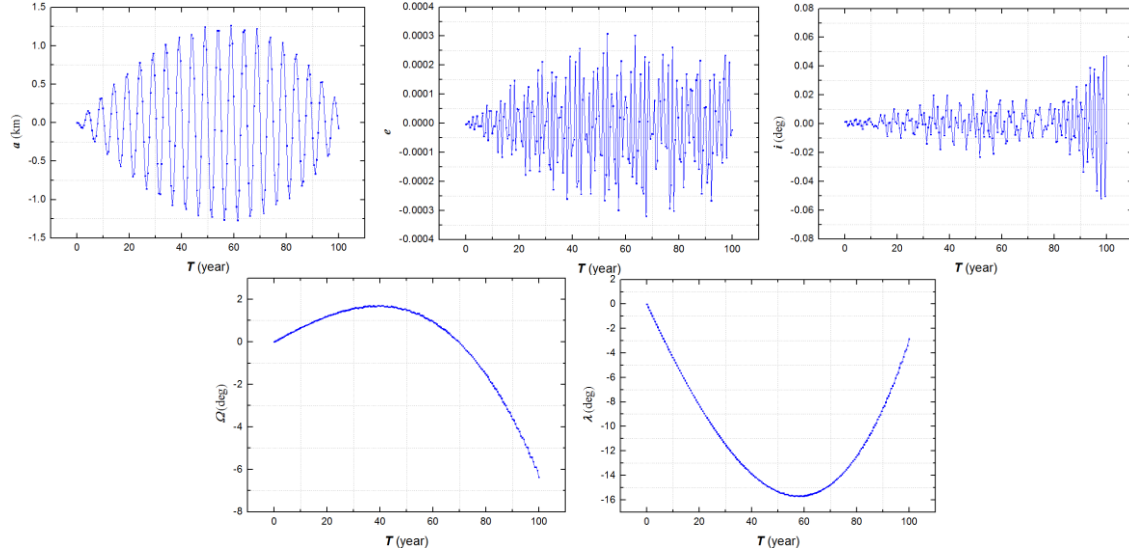 1.5
1.0
0.5
0.0
-0.5
-1.0
-1.5
a (km)
0 20 40 60 80 100
T (year)
0.0004
0.0003
0.0002
0.0001
0.0000
-0.0001
-0.0002
-0.0003
-0.0004
e
0 20 40 60 80 100
T (year)
0.08
0.06
0.04
0.02
0.00
-0.02
-0.04
-0.06
-0.08
i (deg)
0 20 40 60 80 100
T (year)
2
0
-2
-4
-6
-8
Ω (deg)
0 20 40 60 80 100
T (year)
2
0
-2
-4
-6
-8
-10
-12
-14
-16
λ (deg)
0 20 40 60 80 100
T (year)